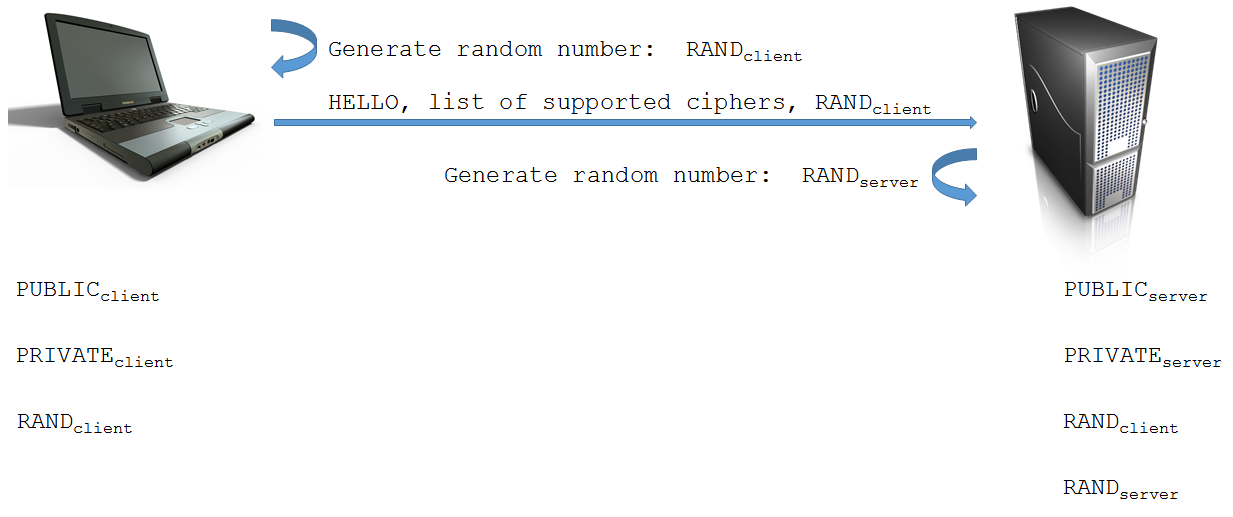 Generate random number: RANDclient
HELLO, list of supported ciphers, RANDclient
Generate random number: RANDserver
PUBLICclient
PUBLICserver
PRIVATEclient
PRIVATEserver
RANDclient
RANDclient
RANDserver